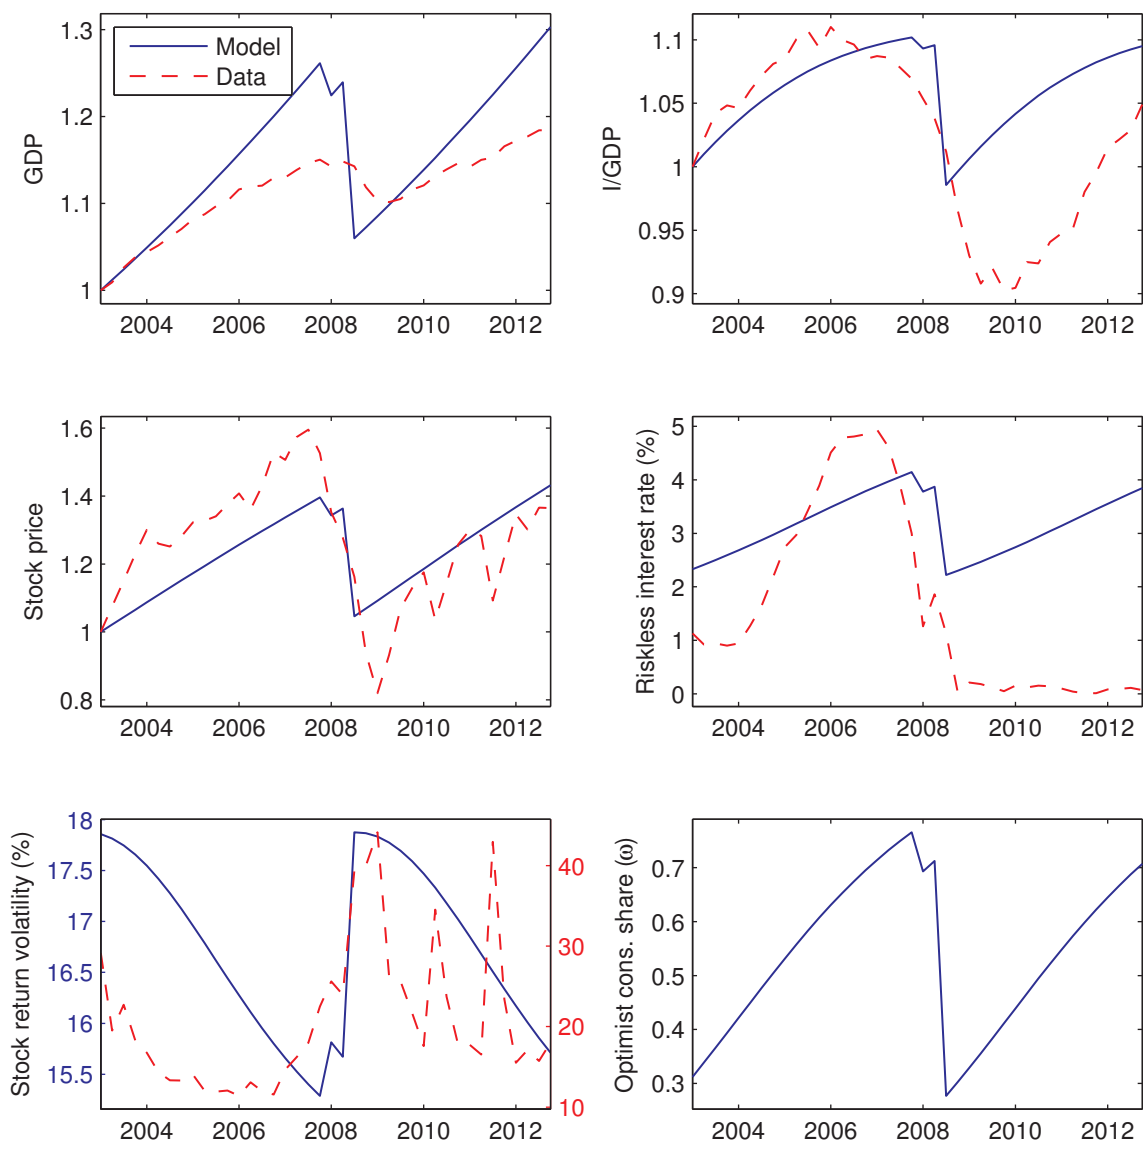 GDP
1.3
1.2
1.1
1
Model
Data
2004 2006 2008 2010 2012
I/GDP
1.1
1.05
1
0.95
0.9
2004 2006 2008 2010 2012
Stock price
1.6
1.4
1.2
1
0.8
2004 2006 2008 2010 2012
Riskless interest rate (%)
5
4
3
2
1
0
2004 2006 2008 2010 2012
Stock return volatility (%)
18
17.5
17
16.5
16
15.5
40
30
20
10
2004 2006 2008 2010 2012
Optimist cons. share (ω)
0.7
0.6
0.5
0.4
0.3
2004 2006 2008 2010 2012